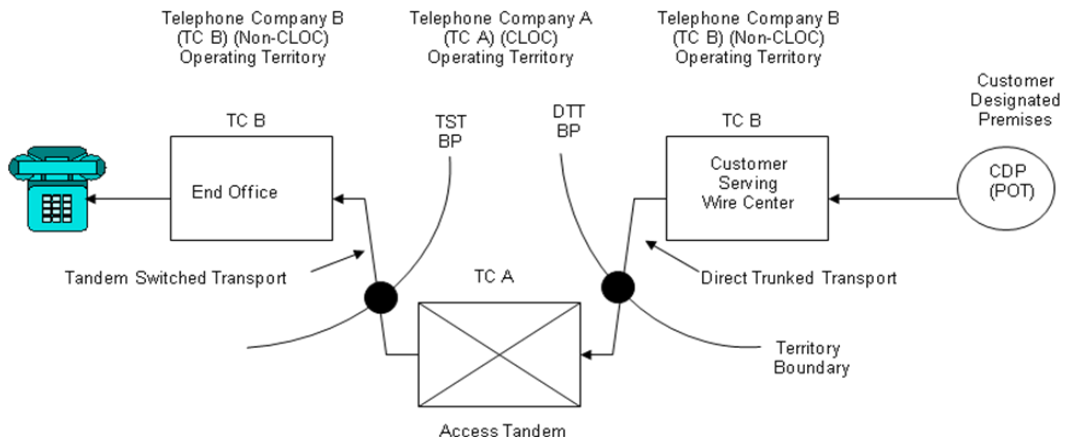 Telephone Company B
(TC B) (Non-CLOC)
Operating Territory
Telephone Company A
(TC A) (CLOC)
Operating Territory
Telephone Company B
(TC B) (Non-CLOC)
Operating Territory
Customer
Designated
Premises
TC B
TST
BP
DTT
BP
TC B
End Office
Customer
Serving
Wire Center
CDP
(POT)
Tandem Switched Transport
TC A
Direct Trunked Transport
Territory
Boundary
Access Tandem